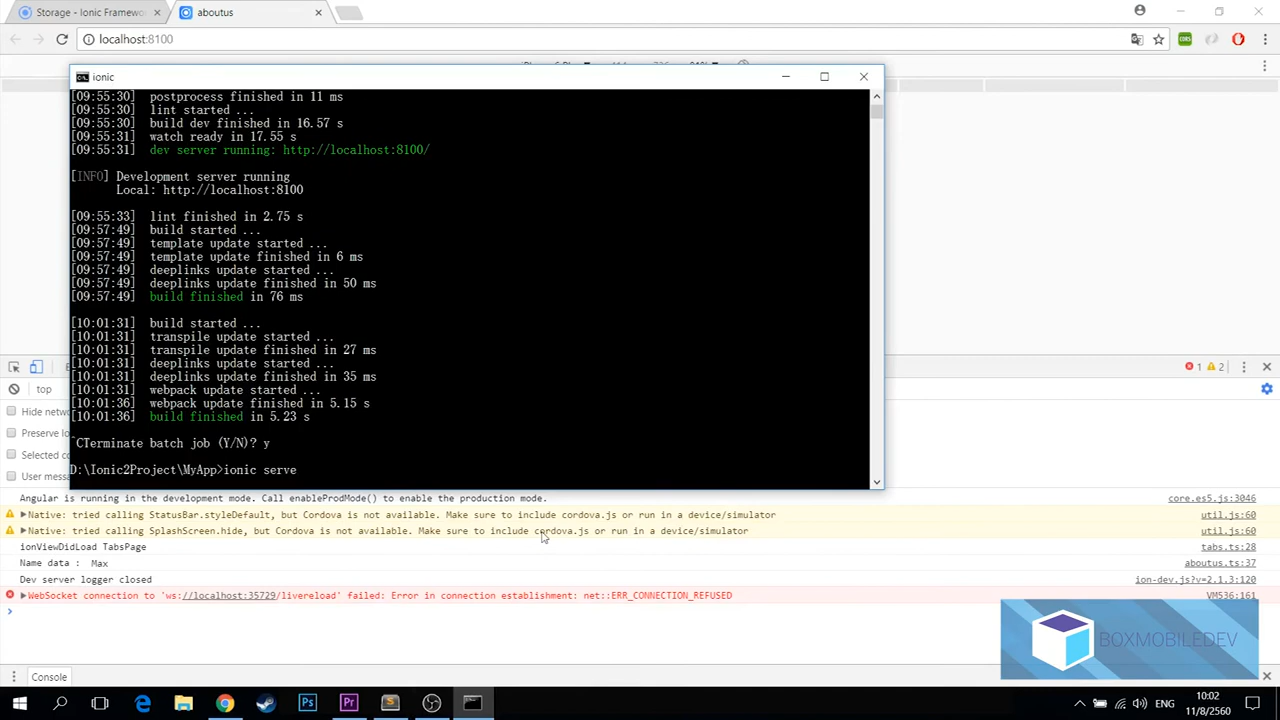 Storage - Ionic Framew
aboutus
localhost:8100
ionic
[09:55:30] postprocess finished in 11 ms
[09:55:30] lint started ...
[09:55:30] build dev finished in 16.57 s
[09:55:31] watch ready in 17.55 s
[09:55:31] dev server running: http://localhost:8100/
[INFO] Development server running
Local: http://localhost:8100
[09:55:33] lint finished in 2.75 s
[09:57:49] build started ...
[09:57:49] template update started ...
[09:57:49] template update finished in 6 ms
[09:57:49] deeplinks update started ...
[09:57:49] deeplinks update finished in 50 ms
[09:57:49] build finished in 76 ms
[10:01:31] build started ...
[10:01:31] transpile update started ...
[10:01:31] transpile update finished in 27 ms
[10:01:31] deeplinks update started ...
[10:01:31] deeplinks update finished in 35 ms
[10:01:31] webpack update started ...
[10:01:36] webpack update finished in 5.15 s
[10:01:36] build finished in 5.23 s
^CTerminate batch job (Y/N)? y
D:\Ionic2Project\MyApp>ionic serve
1 2
top
Hide networ
Preserve lo
Selected co
User messa
Angular is running in the development mode. Call enableProdMode() to enable the production mode. core.es5.js:3046
Native: tried calling StatusBar.styleDefault, but Cordova is not available. Make sure to include cordova.js or run in a device/simulator util.js:60
Native: tried calling SplashScreen.hide, but Cordova is not available. Make sure to include cordova.js or run in a device/simulator util.js:60
ionViewDidLoad TabsPage tabs.ts:28
Name data : Max aboutus.ts:37
Dev server logger closed ion-dev.js?v=2.1.3:120
WebSocket connection to 'ws://localhost:35729/livereload' failed: Error in connection establishment: net::ERR_CONNECTION_REFUSED VM536:161
BOXMOBILEDEV
Console
ENG
10:02
11/8/2560